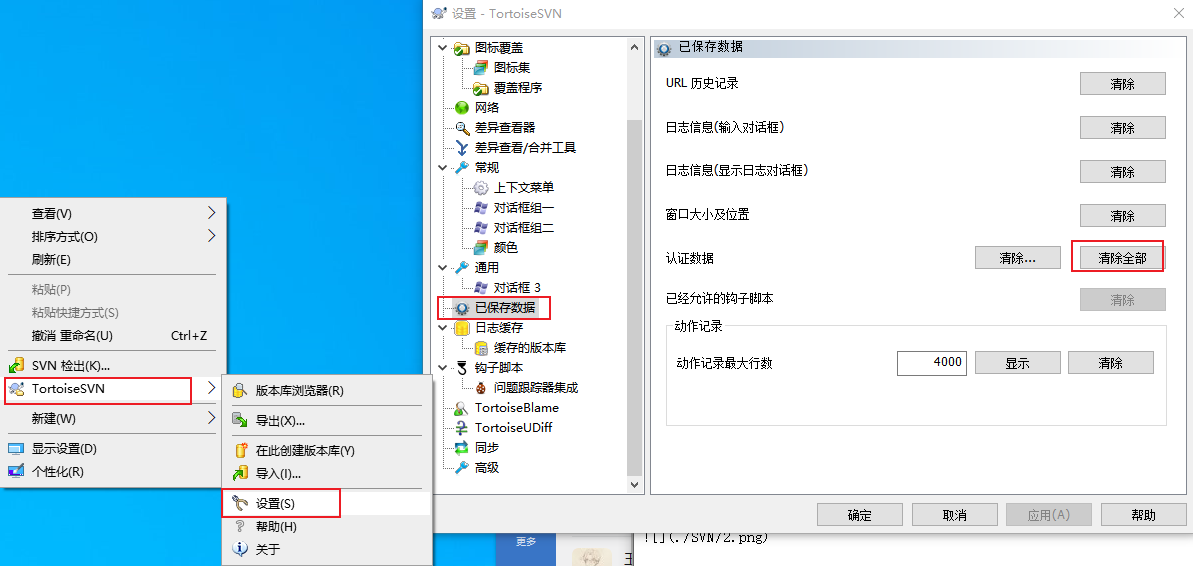 查看(V)
排序方式(O)
刷新(E)
粘贴(P)
粘贴快捷方式(S)
撤消 重命名(U) Ctrl+Z
SVN 检出(K)...
TortoiseSVN
新建(W)
显示设置(D)
个性化(R)
版本库浏览器(R)
导出(X)...
在此创建版本库(Y)
导入(I)...
设置(S)
帮助(H)
关于
设置 - TortoiseSVN
图标覆盖
图标集
覆盖程序
网络
差异查看器
差异查看/合并工具
常规
上下文菜单
对话框组一
对话框组二
颜色
通用
对话框 3
已保存数据
日志缓存
缓存的版本库
钩子脚本
问题跟踪器集成
TortoiseBlame
TortoiseUDiff
同步
高级
已保存数据
URL 历史记录 清除
日志信息(输入对话框) 清除
日志信息(显示日志对话框) 清除
窗口大小及位置 清除
认证数据 清除... 清除全部
已经允许的钩子脚本 清除
动作记录
动作记录最大行数 4000 显示 清除
确定 取消 应用(A) 帮助
更多
![](./SVN/2.png)